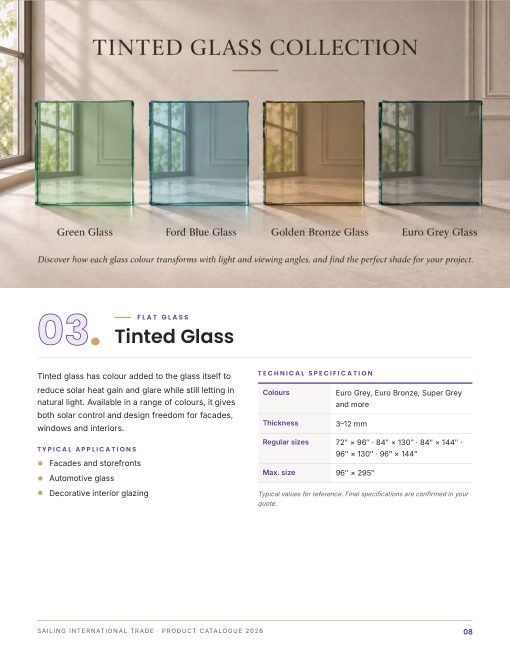 TINTED GLASS COLLECTION
Green Glass
Ford Blue Glass
Golden Bronze Glass
Euro Grey Glass
Discover how each glass colour transforms with light and viewing angles, and find the perfect shade for your project.
03.
FLAT GLASS
Tinted Glass
Tinted glass has colour added to the glass itself to
reduce solar heat gain and glare while still letting in
natural light. Available in a range of colours, it gives
both solar control and design freedom for facades,
windows and interiors.
TYPICAL APPLICATIONS
Facades and storefronts
Automotive glass
Decorative interior glazing
TECHNICAL SPECIFICATION
Colours
Euro Grey, Euro Bronze, Super Grey
and more
Thickness
3–12 mm
Regular sizes
72″ × 96″ · 84″ × 130″ · 84″ × 144″ ·
96″ × 130″ · 96″ × 144″
Max. size
96″ × 295″
Typical values for reference. Final specifications are confirmed in your
quote.
SAILING INTERNATIONAL TRADE · PRODUCT CATALOGUE 2026
08